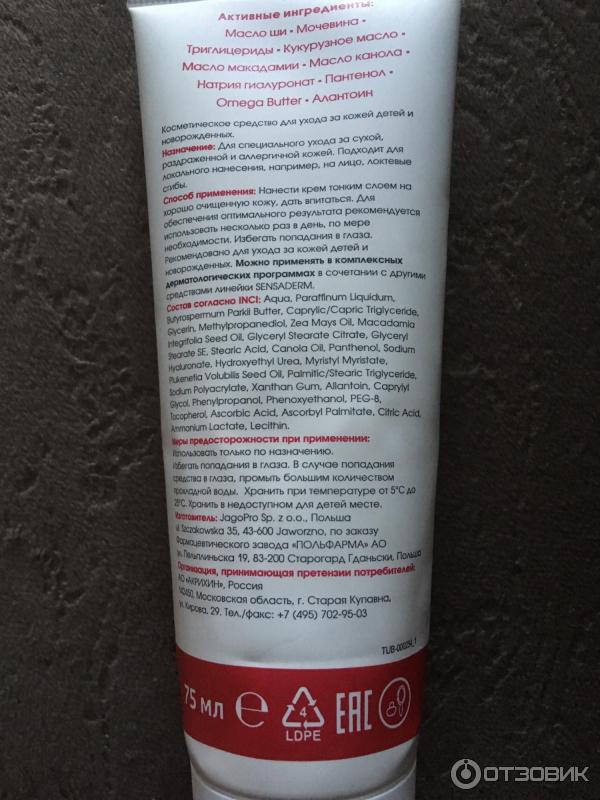 Активные ингредиенты:
Масло ши • Мочевина •
Триглицериды • Кукурузное масло •
Масло макадамии • Масло канола •
Натрия гиалуронат • Пантенол •
Omega Butter • Алантоин
Косметическое средство для ухода за кожей детей и
новорожденных.
Назначение: Для специального ухода за сухой,
раздраженной и аллергичной кожей. Подходит для
локального нанесения, например, на лицо, локтевые
сгибы.
Способ применения: Нанести крем тонким слоем на
хорошо очищенную кожу, дать впитаться. Для
обеспечения оптимального результата рекомендуется
использовать несколько раз в день, по мере
необходимости. Избегать попадания в глаза.
Рекомендовано для ухода за кожей детей и
новорожденных. Можно применять в комплексных
дерматологических программах в сочетании с другими
средствами линейки SENSADERM.
Состав согласно INCI: Aqua, Paraffinum Liquidum,
Butyrospermum Parkii Butter, Caprylic/Capric Triglyceride,
Glycerin, Methylpropanediol, Zea Mays Oil, Macadamia
Integrifolia Seed Oil, Glyceryl Stearate Citrate, Glyceryl
Stearate SE, Stearic Acid, Canola Oil, Panthenol, Sodium
Hyaluronate, Hydroxyethyl Urea, Myristyl Myristate,
Plukenetia Volubilis Seed Oil, Palmitic/Stearic Triglyceride,
Sodium Polyacrylate, Xanthan Gum, Allantoin, Caprylyl
Glycol, Phenylpropanol, Phenoxyethanol, PEG-8,
Tocopherol, Ascorbic Acid, Ascorbyl Palmitate, Citric Acid,
Ammonium Lactate, Lecithin.
Меры предосторожности при применении:
Использовать только по назначению.
Избегать попадания в глаза. В случае попадания
средства в глаза, промыть большим количеством
прохладной воды. Хранить при температуре от 5°C до
25°C. Хранить в недоступном для детей месте.
Изготовитель: JagoPro Sp. z o.o., Польша
ul. Szczakowska 35, 43-600 Jaworzno, по заказу
Фармацевтического завода «ПОЛЬФАРМА» АО
ул. Пельплиньска 19, 83-200 Старогард Гданьски, Польша
Организация, принимающая претензии потребителей:
АО «АКРИХИН», Россия
142450, Московская область, г. Старая Купавна,
ул. Кирова, 29. Тел./факс: +7 (495) 702-95-03
75 мл
4
LDPE
ЕАС
ОТЗОВИК